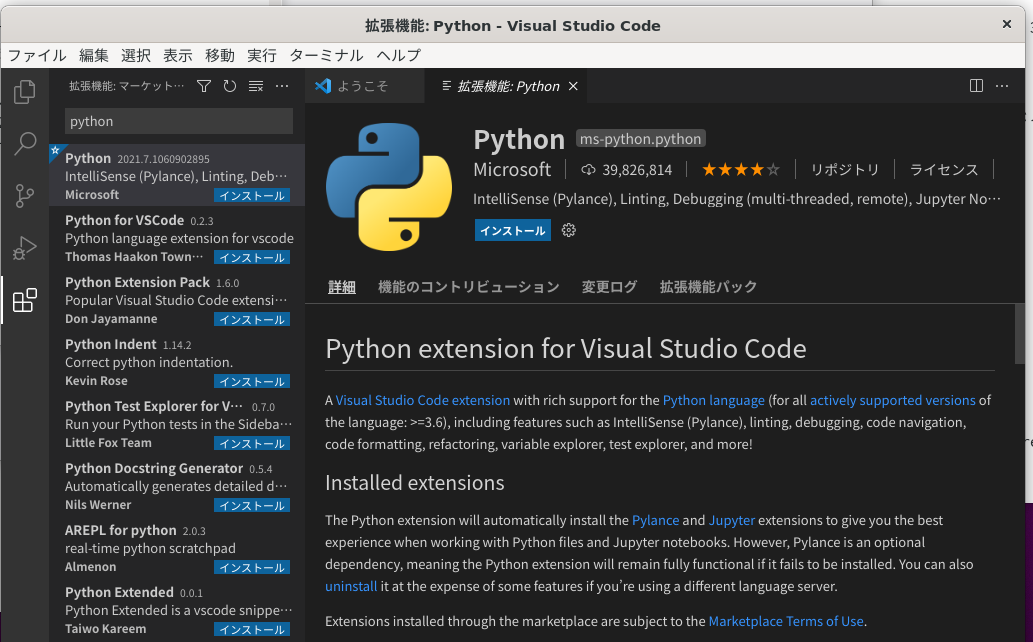 拡張機能: Python - Visual Studio Code
ファイル 編集 選択 表示 移動 実行 ターミナル ヘルプ
拡張機能: マーケット…
python
Python 2021.7.1060902895
IntelliSense (Pylance), Linting, Deb…
Microsoft インストール
Python for VSCode 0.2.3
Python language extension for vscode
Thomas Haakon Town… インストール
Python Extension Pack 1.6.0
Popular Visual Studio Code extensi…
Don Jayamanne インストール
Python Indent 1.14.2
Correct python indentation.
Kevin Rose インストール
Python Test Explorer for V… 0.7.0
Run your Python tests in the Sideba…
Little Fox Team インストール
Python Docstring Generator 0.5.4
Automatically generates detailed d…
Nils Werner インストール
AREPL for python 2.0.3
real-time python scratchpad
Almenon インストール
Python Extended 0.0.1
Python Extended is a vscode snippe…
Taiwo Kareem インストール
ようこそ 拡張機能: Python
Python ms-python.python
Microsoft 39,826,814 リポジトリ ライセンス
IntelliSense (Pylance), Linting, Debugging (multi-threaded, remote), Jupyter No…
インストール
詳細 機能のコントリビューション 変更ログ 拡張機能パック
Python extension for Visual Studio Code
A Visual Studio Code extension with rich support for the Python language (for all actively supported versions of
the language: >=3.6), including features such as IntelliSense (Pylance), linting, debugging, code navigation,
code formatting, refactoring, variable explorer, test explorer, and more!
Installed extensions
The Python extension will automatically install the Pylance and Jupyter extensions to give you the best
experience when working with Python files and Jupyter notebooks. However, Pylance is an optional
dependency, meaning the Python extension will remain fully functional if it fails to be installed. You can also
uninstall it at the expense of some features if you're using a different language server.
Extensions installed through the marketplace are subject to the Marketplace Terms of Use.